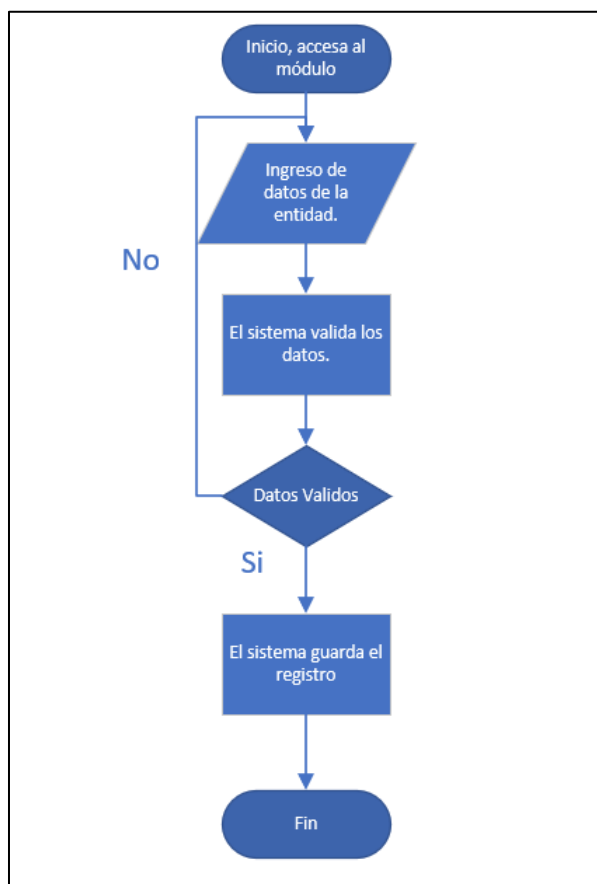 Inicio, accesa al
módulo
Ingreso de
datos de la
entidad.
No
El sistema valida los
datos.
Datos Validos
Si
El sistema guarda el
registro
Fin